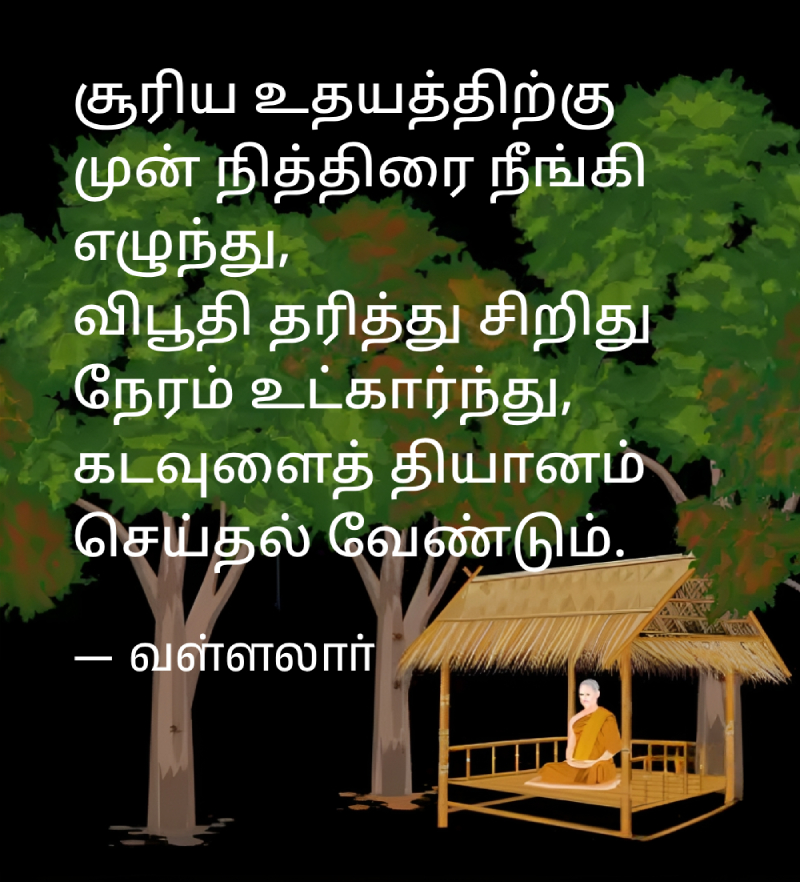 சூரிய உதயத்திற்கு
முன் நித்திரை நீங்கி
எழுந்து,
விபூதி தரித்து சிறிது
நேரம் உட்கார்ந்து,
கடவுளைத் தியானம்
செய்தல் வேண்டும்.
— வள்ளலார்